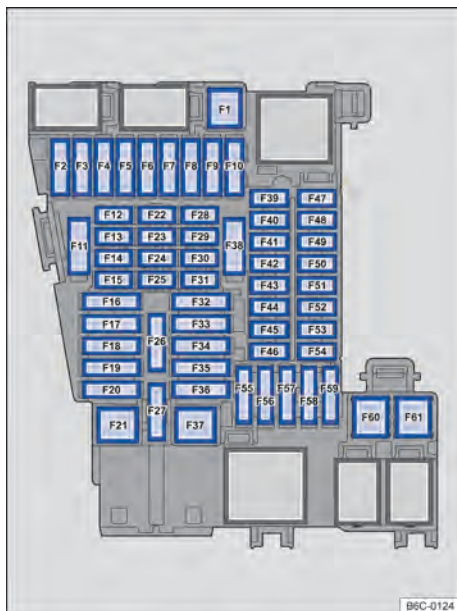 F1
F2 F3 F4 F5 F6 F7 F8 F9 F10
F39 F47
F12 F22 F28
F40 F48
F11 F13 F23 F29 F38
F41 F49
F14 F24 F30
F42 F50
F15 F25 F31
F43 F51
F16 F32
F44 F52
F17 F33
F26
F45 F53
F18 F34
F46 F54
F19 F35
F20 F36
F55 F56 F57 F58 F59
F21 F27 F37
F60 F61
B6C-0124